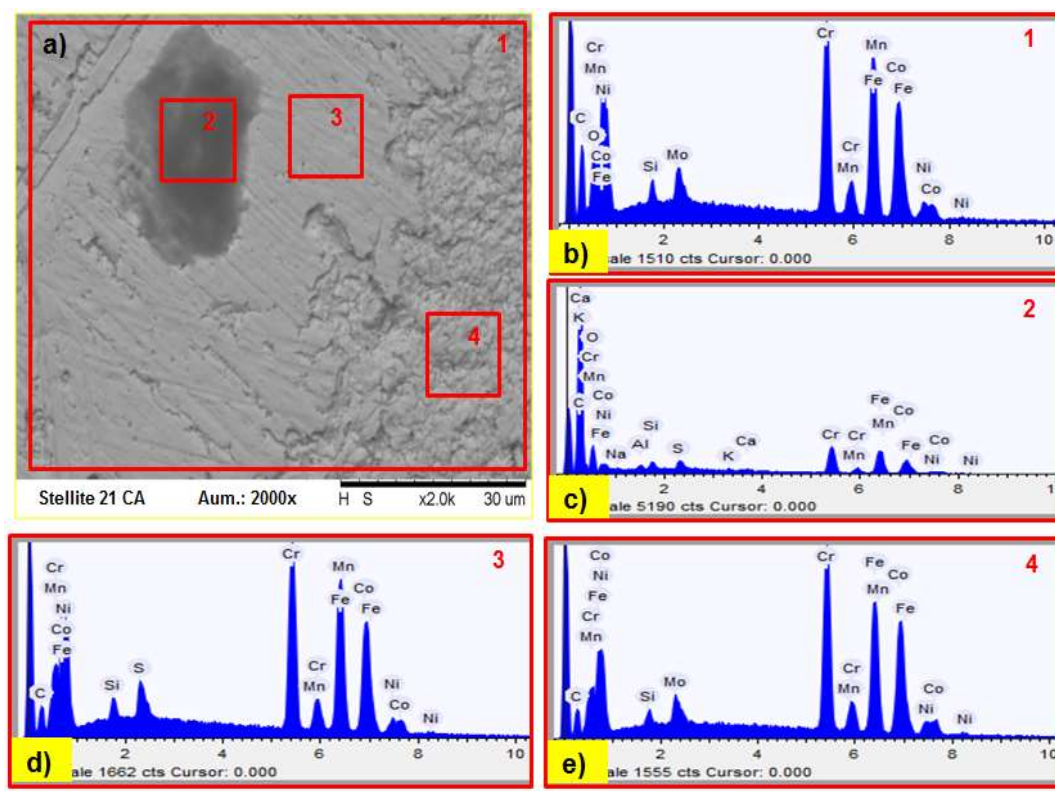 a)
1
2
3
4
Stellite 21 CA Aum.: 2000x H S x2.0k 30 um
1
Cr
Mn
Cr
Mn
Ni
Fe
Co
Fe
C
O
Co
Fe
Si
Mo
Cr
Mn
Ni
Co
Ni
2 4 6 8 10
b) cale 1510 cts Cursor: 0.000
2
Ca
K
O
Cr
Mn
C
Co
Ni
Fe
Na
Al
Si
S
K
Ca
Cr
Cr
Mn
Fe
Mn
Co
Fe
Co
Ni
Ni
2 4 6 8 1
c) ale 5190 cts Cursor: 0.000
3
Cr
Mn
Ni
Co
Fe
C
Si
S
Cr
Cr
Mn
Mn
Fe
Co
Fe
Ni
Co
Ni
2 4 6 8 10
d) cale 1662 cts Cursor: 0.000
4
Co
Ni
Fe
Cr
Mn
C
Si
Mo
Cr
Cr
Mn
Fe
Mn
Co
Fe
Co
Ni
Ni
2 4 6 8 10
e) cale 1555 cts Cursor: 0.000